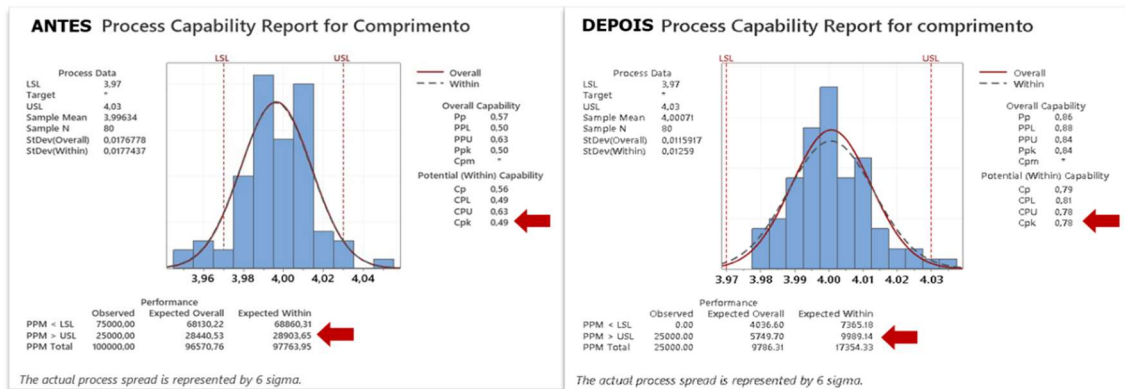 ANTES Process Capability Report for Comprimento
LSL USL
Process Data
LSL 3,97
Target *
USL 4,03
Sample Mean 3,99634
Sample N 80
StDev(Overall) 0,0176778
StDev(Within) 0,0177437
Overall
Within
Overall Capability
Pp 0,57
PPL 0,50
PPU 0,63
Ppk 0,50
Cpm *
Potential (Within) Capability
Cp 0,56
CPL 0,49
CPU 0,63
Cpk 0,49
3,96 3,98 4,00 4,02 4,04
Performance
Observed Expected Overall Expected Within
PPM < LSL 75000,00 68130,22 68860,31
PPM > USL 25000,00 28440,53 28903,65
PPM Total 100000,00 96570,76 97763,95
The actual process spread is represented by 6 sigma.
DEPOIS Process Capability Report for comprimento
LSL USL
Process Data
LSL 3,97
Target *
USL 4,03
Sample Mean 4,00071
Sample N 80
StDev(Overall) 0,0115917
StDev(Within) 0,01259
Overall
Within
Overall Capability
Pp 0,86
PPL 0,88
PPU 0,84
Ppk 0,84
Cpm *
Potential (Within) Capability
Cp 0,79
CPL 0,81
CPU 0,78
Cpk 0,78
3.97 3.98 3.99 4.00 4.01 4.02 4.03
Performance
Observed Expected Overall Expected Within
PPM < LSL 0.00 4036.60 7365.18
PPM > USL 25000.00 5749.70 9989.14
PPM Total 25000.00 9786.31 17354.33
The actual process spread is represented by 6 sigma.